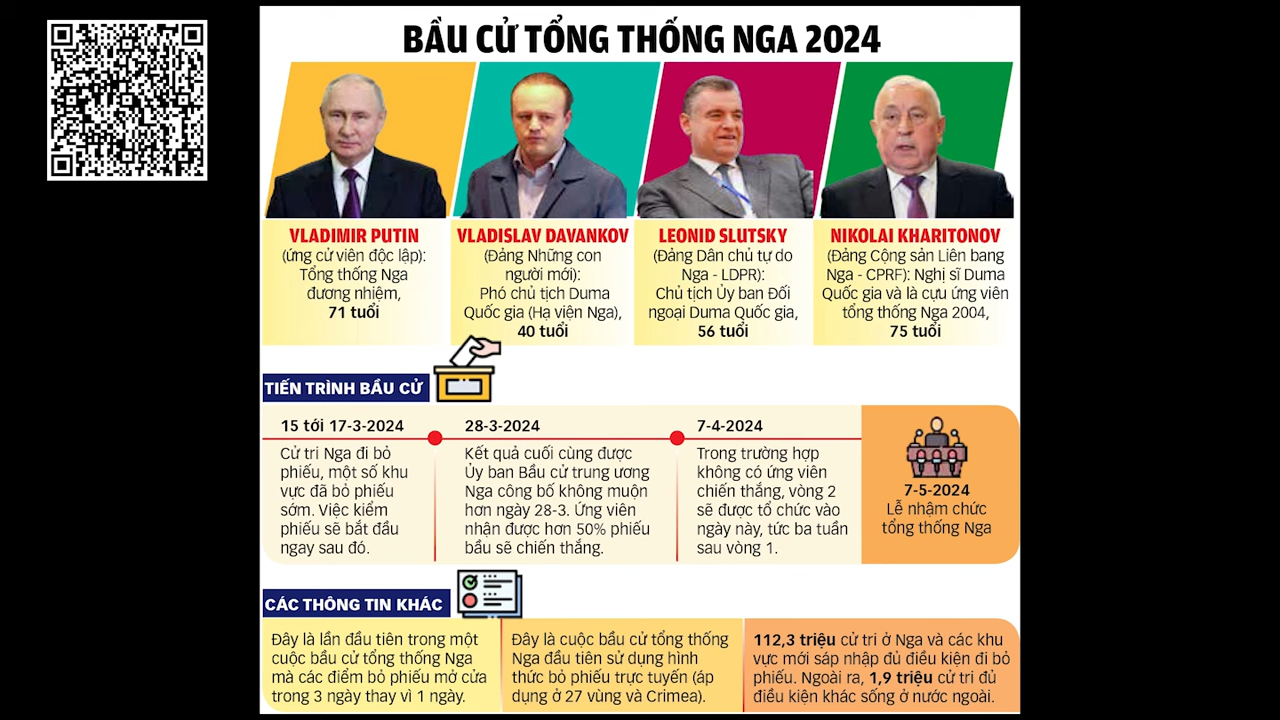 BẦU CỬ TỔNG THỐNG NGA 2024
VLADIMIR PUTIN
(ứng cử viên độc lập):
Tổng thống Nga
đương nhiệm,
71 tuổi
VLADISLAV DAVANKOV
(Đảng Những con
người mới):
Phó chủ tịch Duma
Quốc gia (Hạ viện Nga),
40 tuổi
LEONID SLUTSKY
(Đảng Dân chủ tự do
Nga - LDPR):
Chủ tịch Ủy ban Đối
ngoại Duma Quốc gia,
56 tuổi
NIKOLAI KHARITONOV
(Đảng Cộng sản Liên bang
Nga - CPRF): Nghị sĩ Duma
Quốc gia và là cựu ứng viên
tổng thống Nga 2004,
75 tuổi
TIẾN TRÌNH BẦU CỬ
15 tới 17-3-2024
Cử tri Nga đi bỏ
phiếu, một số khu
vực đã bỏ phiếu
sớm. Việc kiểm
phiếu sẽ bắt đầu
ngay sau đó.
28-3-2024
Kết quả cuối cùng được
Ủy ban Bầu cử trung ương
Nga công bố không muộn
hơn ngày 28-3. Ứng viên
nhận được hơn 50% phiếu
bầu sẽ chiến thắng.
7-4-2024
Trong trường hợp
không có ứng viên
chiến thắng, vòng 2
sẽ được tổ chức vào
ngày này, tức ba tuần
sau vòng 1.
7-5-2024
Lễ nhậm chức
tổng thống Nga
CÁC THÔNG TIN KHÁC
Đây là lần đầu tiên trong một
cuộc bầu cử tổng thống Nga
mà các điểm bỏ phiếu mở cửa
trong 3 ngày thay vì 1 ngày.
Đây là cuộc bầu cử tổng thống
Nga đầu tiên sử dụng hình
thức bỏ phiếu trực tuyến (áp
dụng ở 27 vùng và Crimea).
112,3 triệu cử tri ở Nga và các khu
vực mới sáp nhập đủ điều kiện đi bỏ
phiếu. Ngoài ra, 1,9 triệu cử tri đủ
điều kiện khác sống ở nước ngoài.